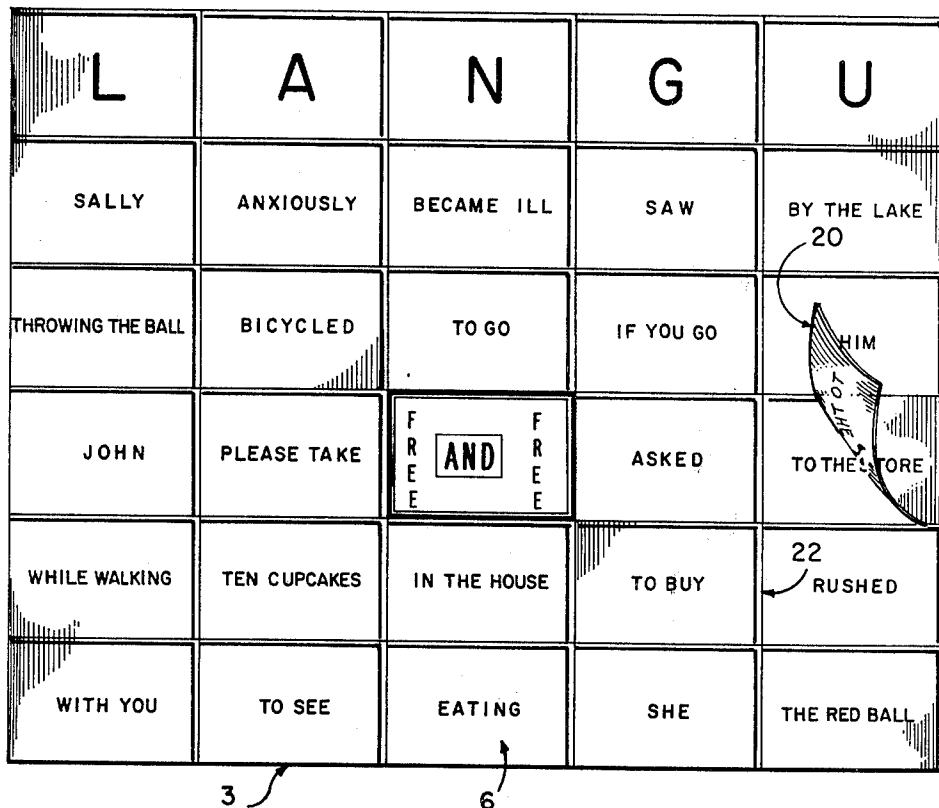 L A N G U
SALLY ANXIOUSLY BECAME ILL SAW BY THE LAKE
20
THROWING THE BALL BICYCLED TO GO IF YOU GO HIM
TO THE
JOHN PLEASE TAKE FREE AND FREE ASKED TO THE STORE
WHILE WALKING TEN CUPCAKES IN THE HOUSE TO BUY 22 RUSHED
WITH YOU TO SEE EATING SHE THE RED BALL
3 6